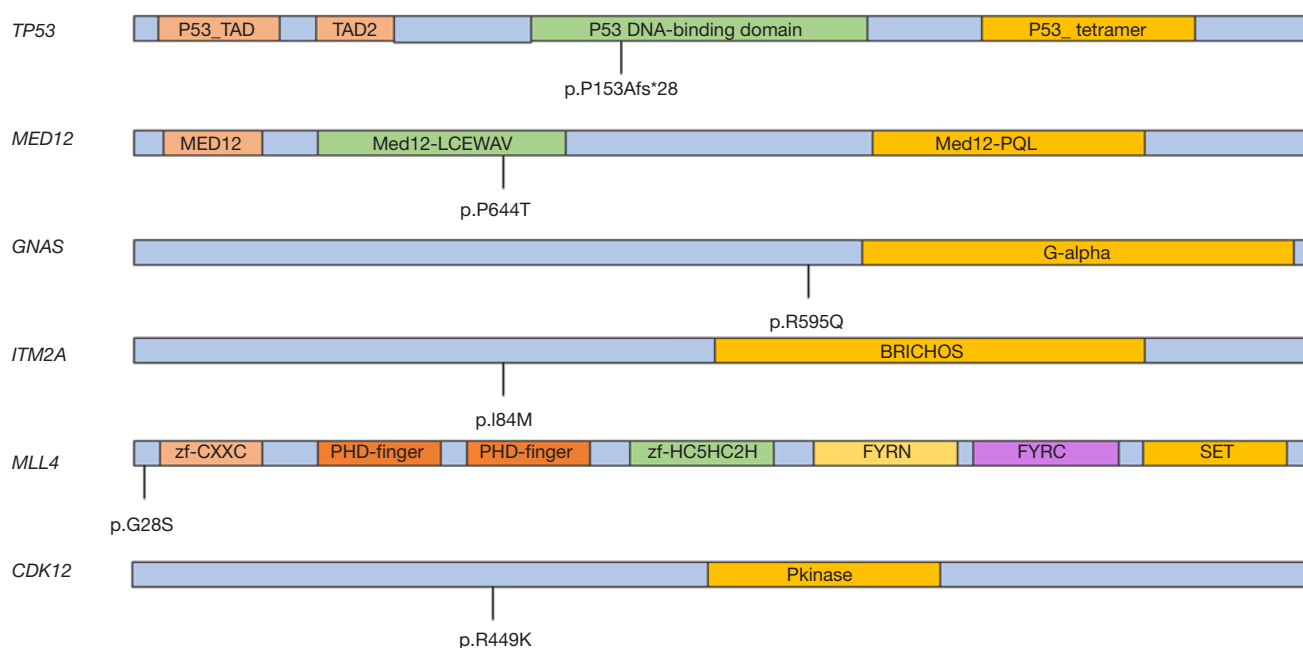 TP53 P53_TAD TAD2 P53 DNA-binding domain P53_ tetramer
p.P153Afs*28
MED12 MED12 Med12-LCEWAV Med12-PQL
p.P644T
GNAS G-alpha
p.R595Q
ITM2A BRICHOS
p.I84M
MLL4 zf-CXXC PHD-finger PHD-finger zf-HC5HC2H FYRN FYRC SET
p.G28S
CDK12 Pkinase
p.R449K